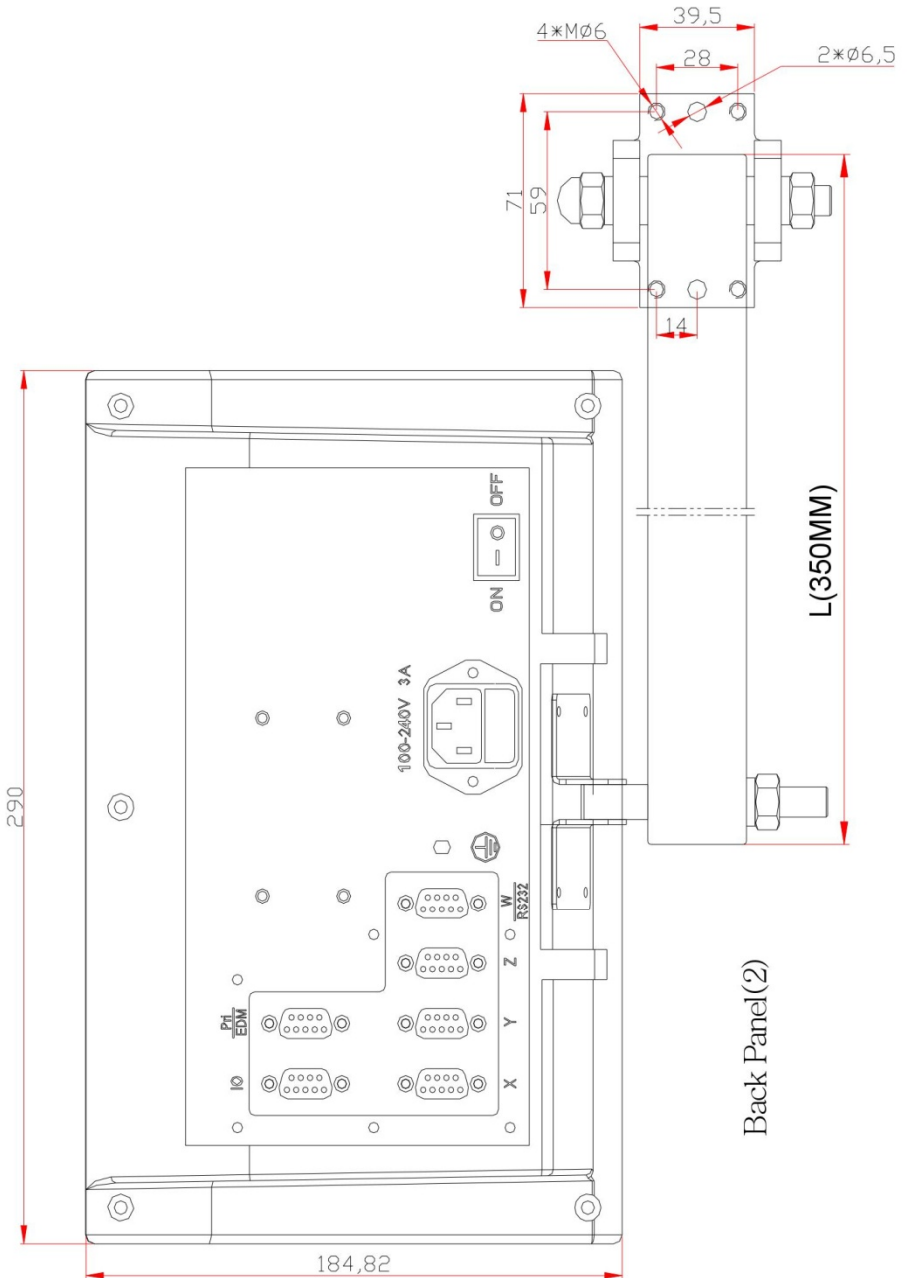 39,5
4*MØ6
28
2*Ø6,5
71
59
14
290
L(350MM)
OFF
ON
100-240V 3A
W
RS232
Z
Y
X
Pri
EDM
IO
Back Panel(2)
184,82